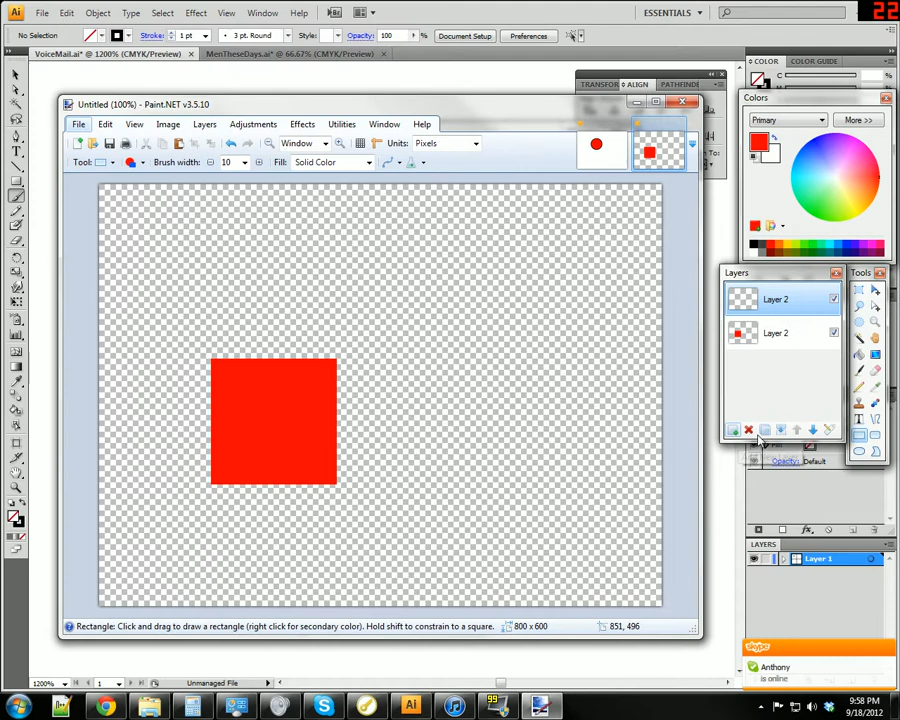 Ai File Edit Object Type Select Effect View Window Help Br
ESSENTIALS
22
No Selection Stroke: 1 pt 3 pt. Round Style: Opacity: 100 % Document Setup Preferences
VoiceMail.ai* @ 1200% (CMYK/Preview) × MenTheseDays.ai* @ 66.67% (CMYK/Preview) ×
COLOR COLOR GUIDE
C %
M
TRANSFOR ALIGN PATHFINDE
Untitled (100%) - Paint.NET v3.5.10
File Edit View Image Layers Adjustments Effects Utilities Window Help
Window Units: Pixels
Tool: Brush width: 10 Fill: Solid Color
Colors
Primary More >>
Layers
Layer 2
Layer 2
Tools
Opacity: Default
fx
LAYERS
Layer 1
Rectangle: Click and drag to draw a rectangle (right click for secondary color). Hold shift to constrain to a square. 800 x 600 851, 496
skype
Anthony
is online
1200% 1 Unmanaged File
Ai
99
9:58 PM
9/18/2012